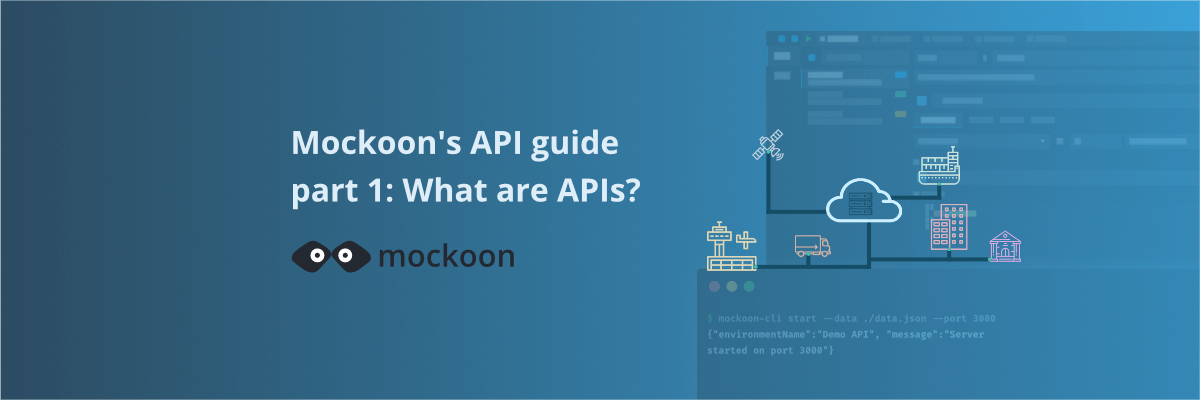 Mockoon's API guide
part 1: What are APIs?
mockoon
$ mockoon-cli start --data ./data.json --port 3000
{"environmentName":"Demo API", "message":"Server
started on port 3000"}